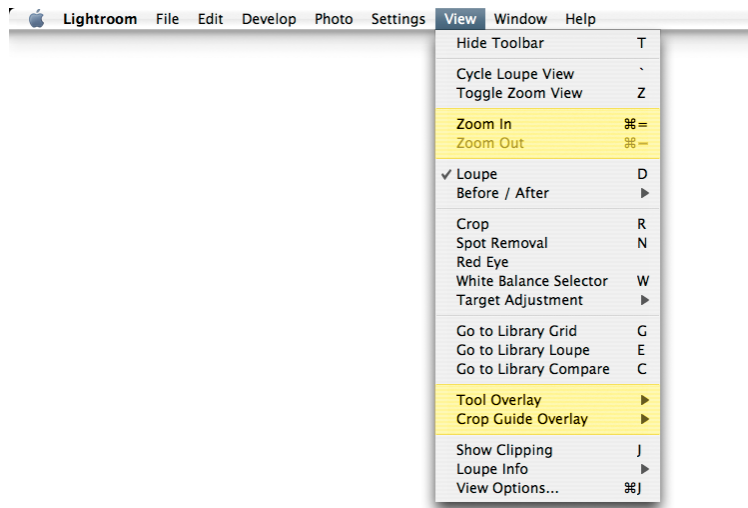 Lightroom File Edit Develop Photo Settings View Window Help
Hide Toolbar T
Cycle Loupe View `
Toggle Zoom View Z
Zoom In ⌘=
Zoom Out ⌘−
✓ Loupe D
Before / After ▶
Crop R
Spot Removal N
Red Eye
White Balance Selector W
Target Adjustment ▶
Go to Library Grid G
Go to Library Loupe E
Go to Library Compare C
Tool Overlay ▶
Crop Guide Overlay ▶
Show Clipping J
Loupe Info ▶
View Options... ⌘J